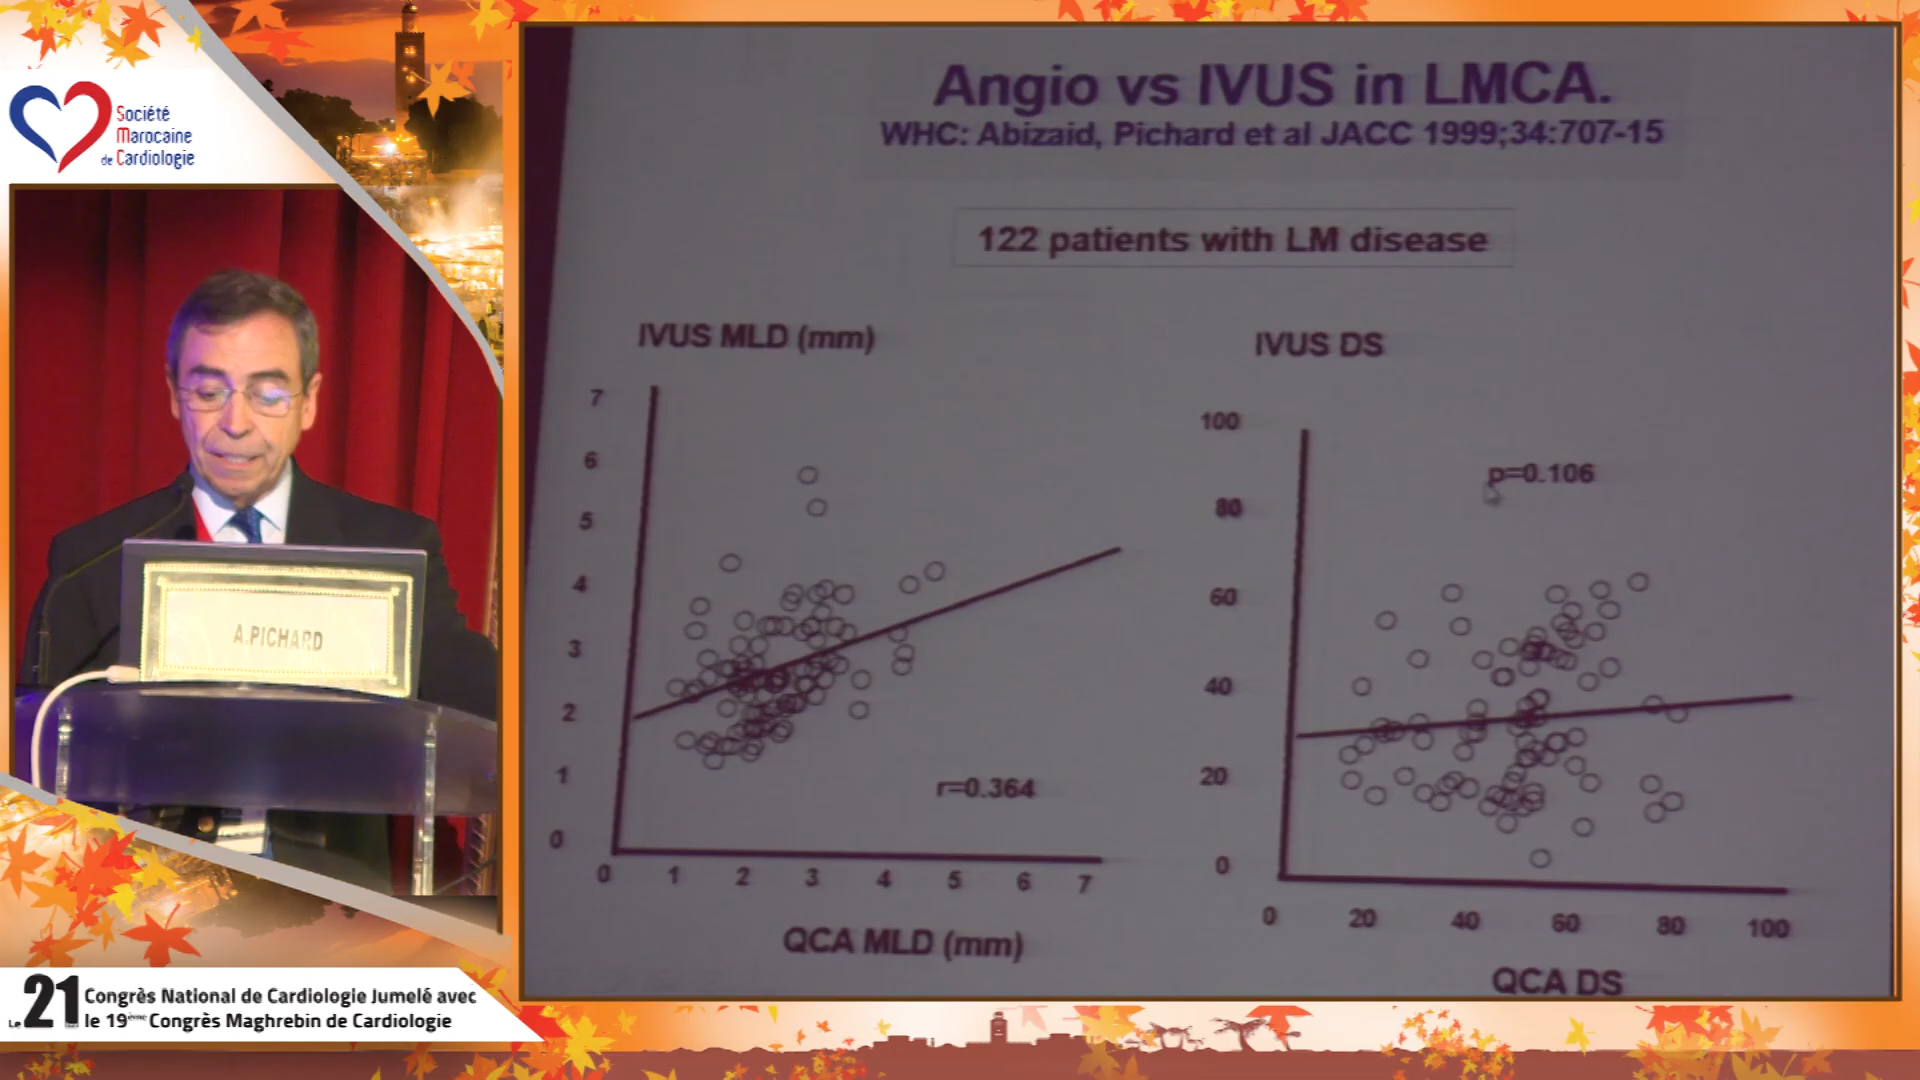 Société
Marocaine
de Cardiologie
A.PICHARD
Le 21
Congrès National de Cardiologie Jumelé avec
le 19ème Congrès Maghrebin de Cardiologie
Angio vs IVUS in LMCA.
WHC: Abizaid, Pichard et al JACC 1999;34:707-15
122 patients with LM disease
IVUS MLD (mm)
7
6
5
4
3
2
1
0
0 1 2 3 4 5 6 7
r=0.364
QCA MLD (mm)
IVUS DS
100
80
60
40
20
0
0 20 40 60 80 100
p=0.106
QCA DS